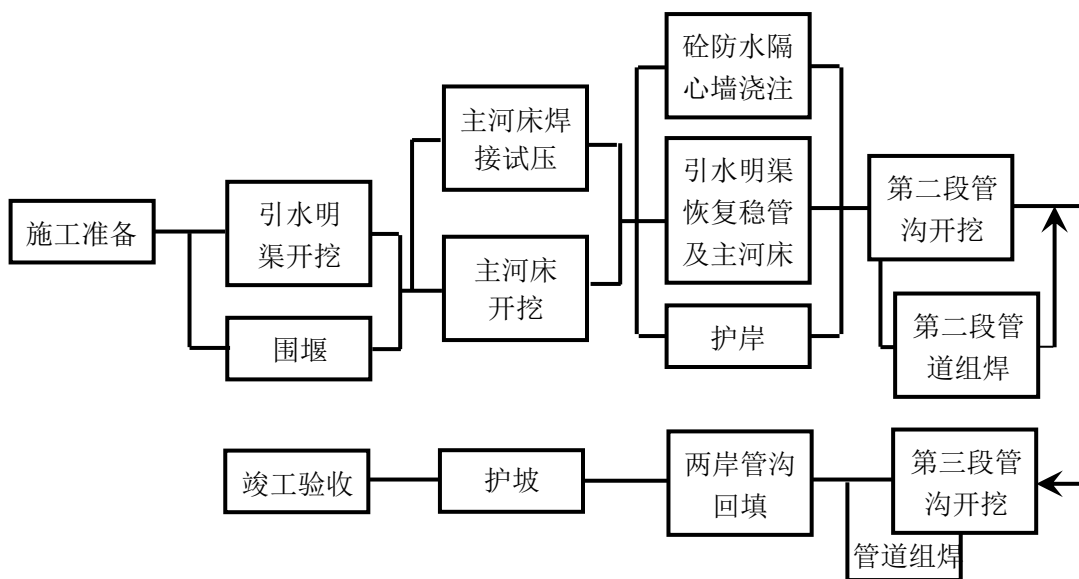 施工准备
引水明
渠开挖
围堰
主河床焊
接试压
主河床
开挖
砼防水隔
心墙浇注
引水明渠
恢复稳管
及主河床
护岸
第二段管
沟开挖
第二段管
道组焊
第三段管
沟开挖
管道组焊
两岸管沟
回填
护坡
竣工验收